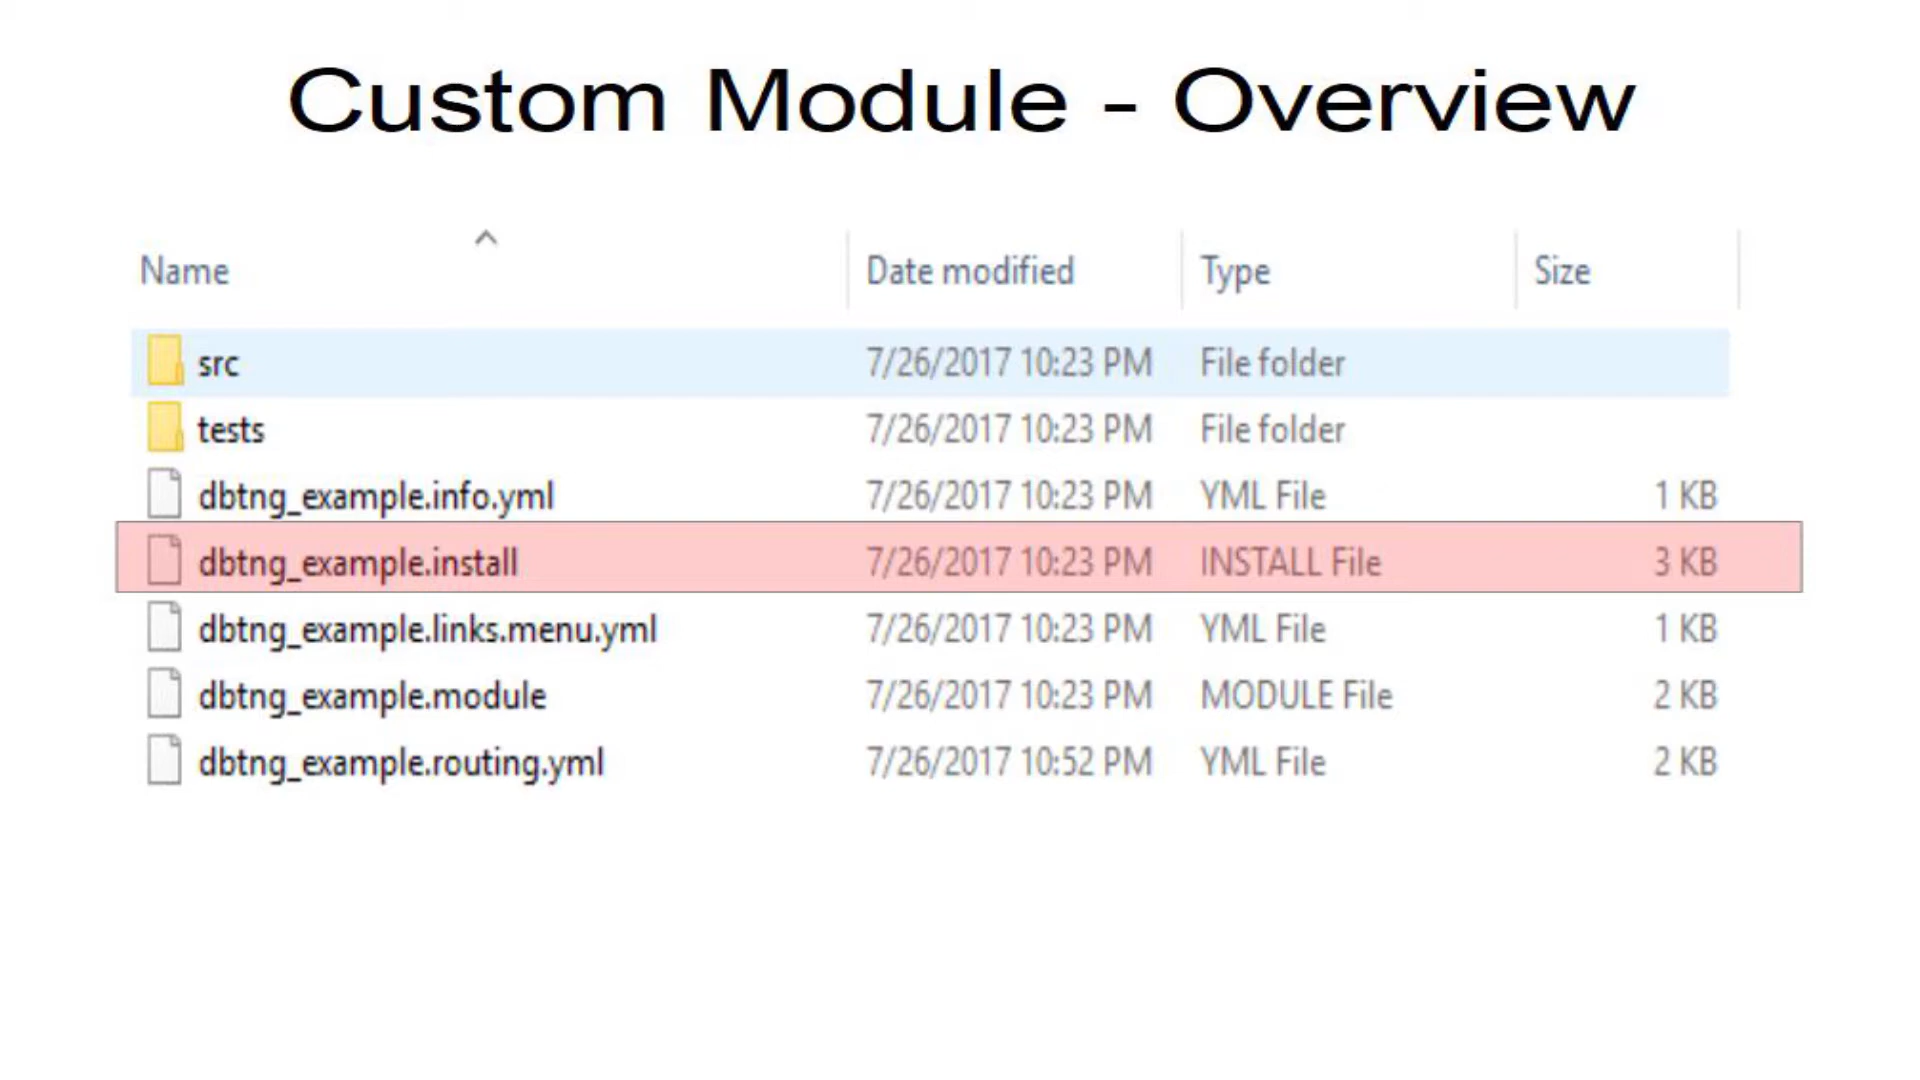 Custom Module - Overview
Name Date modified Type Size
src 7/26/2017 10:23 PM File folder
tests 7/26/2017 10:23 PM File folder
dbtng_example.info.yml 7/26/2017 10:23 PM YML File 1 KB
dbtng_example.install 7/26/2017 10:23 PM INSTALL File 3 KB
dbtng_example.links.menu.yml 7/26/2017 10:23 PM YML File 1 KB
dbtng_example.module 7/26/2017 10:23 PM MODULE File 2 KB
dbtng_example.routing.yml 7/26/2017 10:52 PM YML File 2 KB